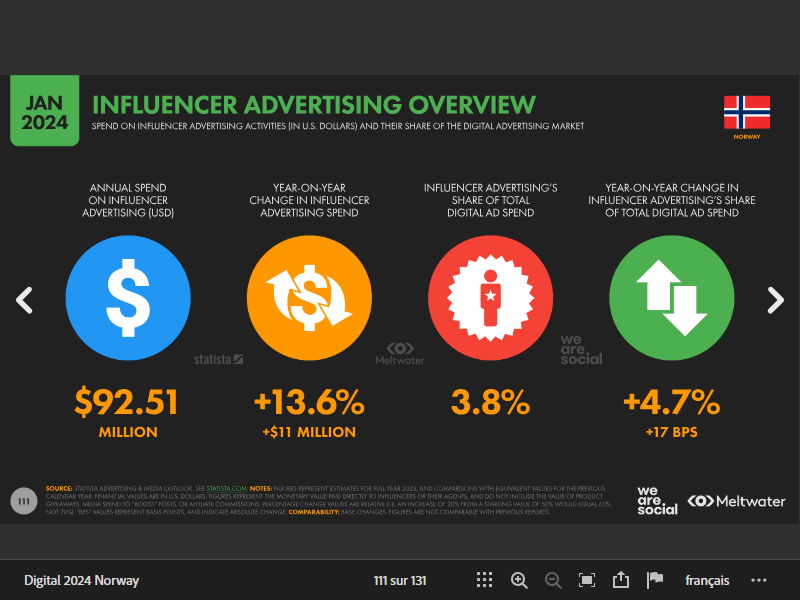 JAN
2024
INFLUENCER ADVERTISING OVERVIEW
SPEND ON INFLUENCER ADVERTISING ACTIVITIES (IN U.S. DOLLARS) AND THEIR SHARE OF THE DIGITAL ADVERTISING MARKET
NORWAY
ANNUAL SPEND
ON INFLUENCER
ADVERTISING (USD)
YEAR-ON-YEAR
CHANGE IN INFLUENCER
ADVERTISING SPEND
INFLUENCER ADVERTISING'S
SHARE OF TOTAL
DIGITAL AD SPEND
YEAR-ON-YEAR CHANGE IN
INFLUENCER ADVERTISING'S SHARE
OF TOTAL DIGITAL AD SPEND
$
$
statista
Meltwater
we
are.
social
$92.51
MILLION
+13.6%
+$11 MILLION
3.8%
+4.7%
+17 BPS
111
SOURCE: STATISTA ADVERTISING & MEDIA OUTLOOK. SEE STATISTA.COM. NOTES: FIGURES REPRESENT ESTIMATES FOR FULL-YEAR 2023, AND COMPARISONS WITH EQUIVALENT VALUES FOR THE PREVIOUS
CALENDAR YEAR. FINANCIAL VALUES ARE IN U.S. DOLLARS. FIGURES REPRESENT THE MONETARY VALUE PAID DIRECTLY TO INFLUENCERS OR THEIR AGENTS, AND DO NOT INCLUDE THE VALUE OF PRODUCT
GIVEAWAYS, MEDIA SPEND TO "BOOST" POSTS, OR AFFILIATE COMMISSIONS. PERCENTAGE CHANGE VALUES ARE RELATIVE (I.E. AN INCREASE OF 20% FROM A STARTING VALUE OF 50% WOULD EQUAL 60%,
NOT 70%). "BPS" VALUES REPRESENT BASIS POINTS, AND INDICATE ABSOLUTE CHANGE. COMPARABILITY: BASE CHANGES. FIGURES ARE NOT COMPARABLE WITH PREVIOUS REPORTS.
we
are.
social
Meltwater
Digital 2024 Norway
111 sur 131
français